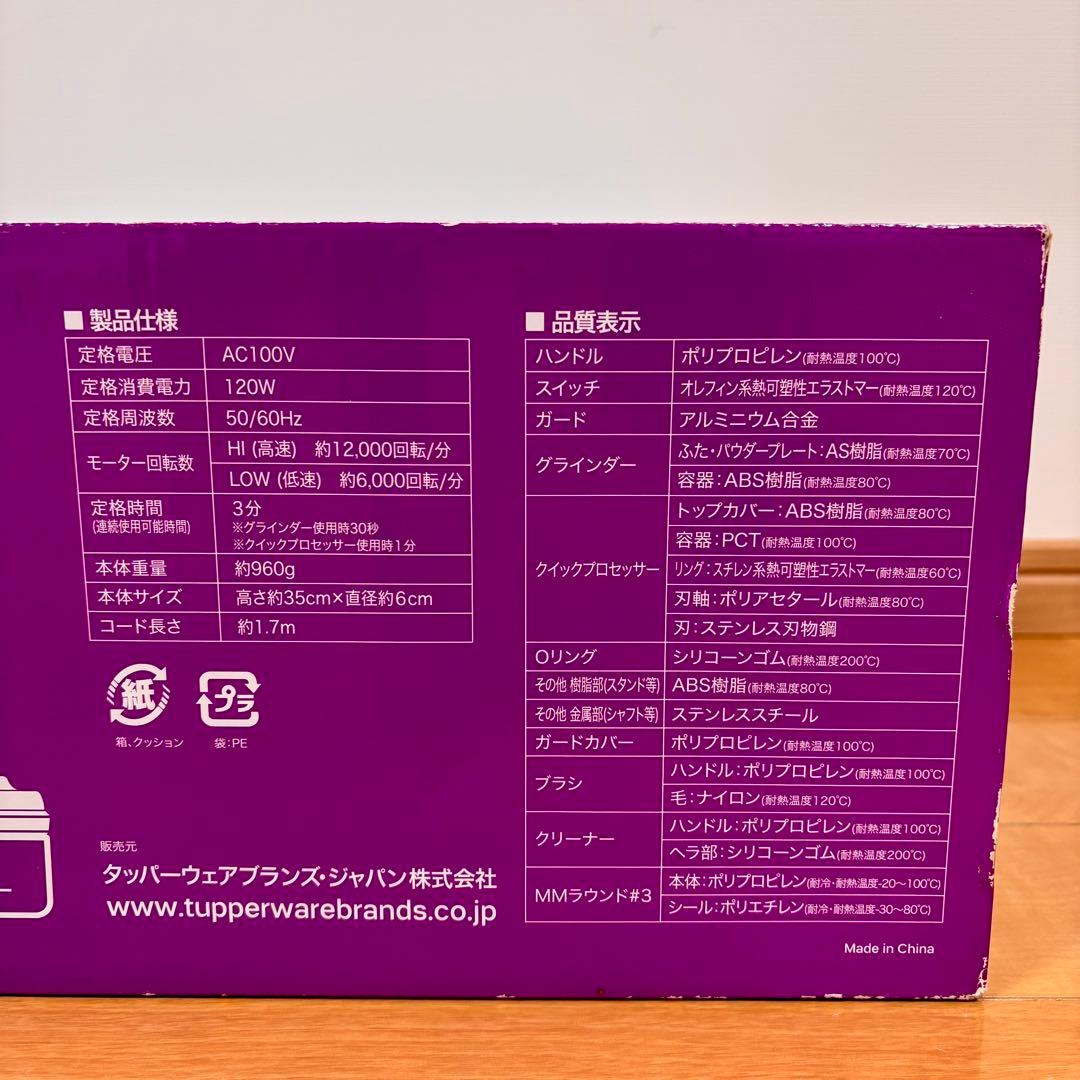 ■ 製品仕様
定格電圧 AC100V
定格消費電力 120W
定格周波数 50/60Hz
モーター回転数 HI (高速) 約12,000回転/分
LOW (低速) 約6,000回転/分
定格時間 3分
(連続使用可能時間) ※グラインダー使用時30秒
※クイックプロセッサー使用時1分
本体重量 約960g
本体サイズ 高さ約35cm×直径約6cm
コード長さ 約1.7m
紙 プラ
箱、クッション 袋:PE
販売元
タッパーウェアブランズ・ジャパン株式会社
www.tupperwarebrands.co.jp
■ 品質表示
ハンドル ポリプロピレン(耐熱温度100℃)
スイッチ オレフィン系熱可塑性エラストマー(耐熱温度120℃)
ガード アルミニウム合金
グラインダー ふた・パウダープレート:AS樹脂(耐熱温度70℃)
容器:ABS樹脂(耐熱温度80℃)
クイックプロセッサー トップカバー:ABS樹脂(耐熱温度80℃)
容器:PCT(耐熱温度100℃)
リング:スチレン系熱可塑性エラストマー(耐熱温度60℃)
刃軸:ポリアセタール(耐熱温度80℃)
刃:ステンレス刃物鋼
Oリング シリコーンゴム(耐熱温度200℃)
その他 樹脂部(スタンド等) ABS樹脂(耐熱温度80℃)
その他 金属部(シャフト等) ステンレススチール
ガードカバー ポリプロピレン(耐熱温度100℃)
ブラシ ハンドル:ポリプロピレン(耐熱温度100℃)
毛:ナイロン(耐熱温度120℃)
クリーナー ハンドル:ポリプロピレン(耐熱温度100℃)
ヘラ部:シリコーンゴム(耐熱温度200℃)
MMラウンド#3 本体:ポリプロピレン(耐冷・耐熱温度-20〜100℃)
シール:ポリエチレン(耐冷・耐熱温度-30〜80℃)
Made in China